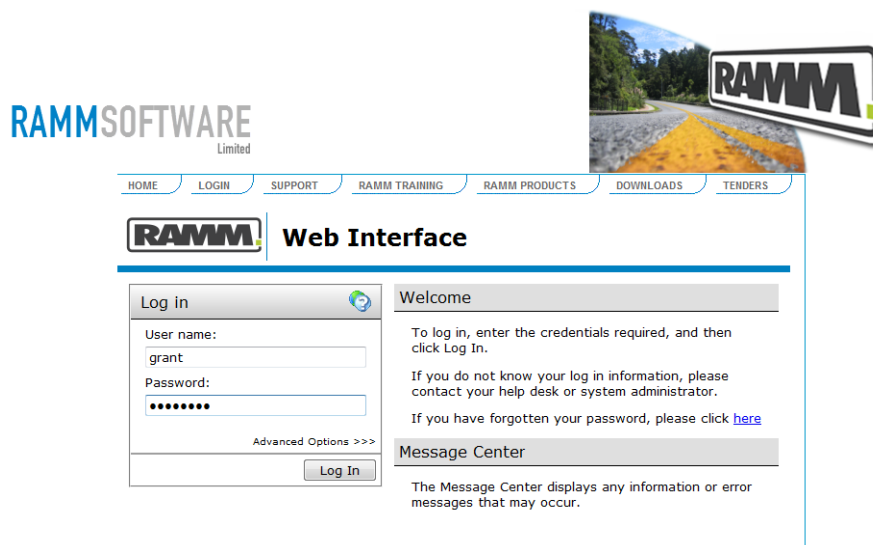 RAMM
RAMMSOFTWARE
Limited
HOME LOGIN SUPPORT RAMM TRAINING RAMM PRODUCTS DOWNLOADS TENDERS
RAMM. Web Interface
Log in
User name:
grant
Password:
••••••••
Advanced Options >>>
Log In
Welcome
To log in, enter the credentials required, and then
click Log In.
If you do not know your log in information, please
contact your help desk or system administrator.
If you have forgotten your password, please click here
Message Center
The Message Center displays any information or error
messages that may occur.